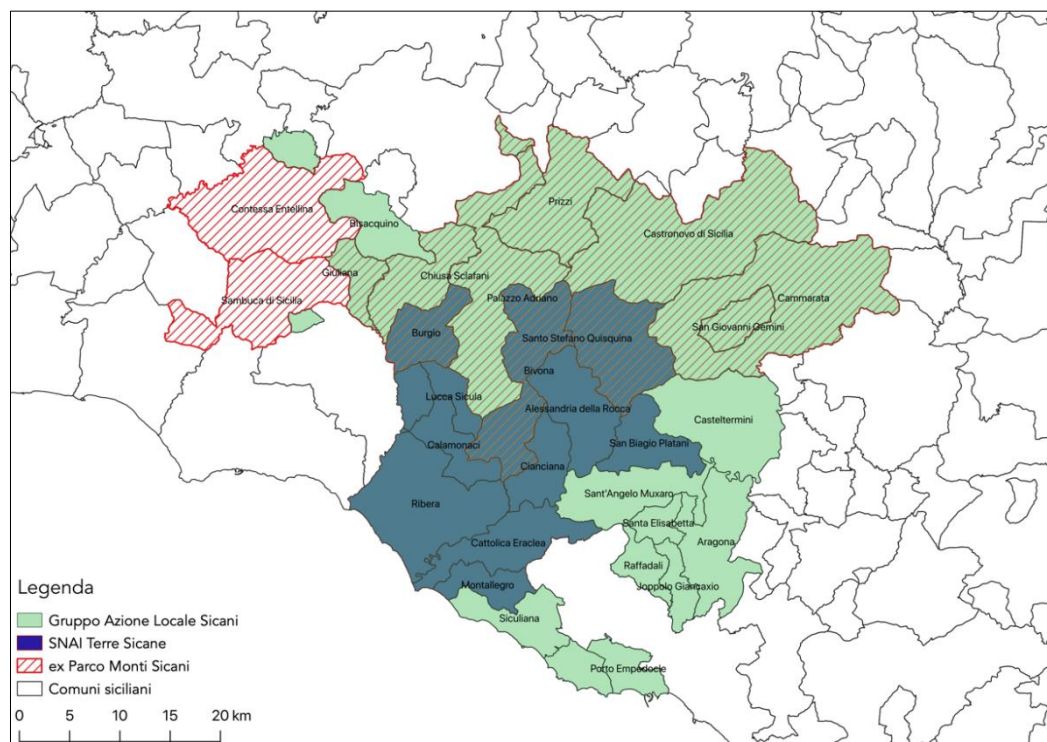 Contessa Entellina
Prizzi
Bisacquino
Castronovo di Sicilia
Giuliana
Chiusa Sclafani
Sambuca di Sicilia
Palazzo Adriano
Cammarata
San Giovanni Gemini
Burgio
Santo Stefano Quisquina
Bivona
Lucca Sicula
Alessandria della Rocca
Casteltermini
Calamonaci
San Biagio Platani
Cianciana
Sant'Angelo Muxaro
Ribera
Santa Elisabetta
Cattolica Eraclea
Aragona
Raffadali
Montallegro
Joppolo Giancaxio
Siculiana
Porto Empedocle
Legenda
Gruppo Azione Locale Sicani
SNAI Terre Sicane
ex Parco Monti Sicani
Comuni siciliani
0 5 10 15 20 km